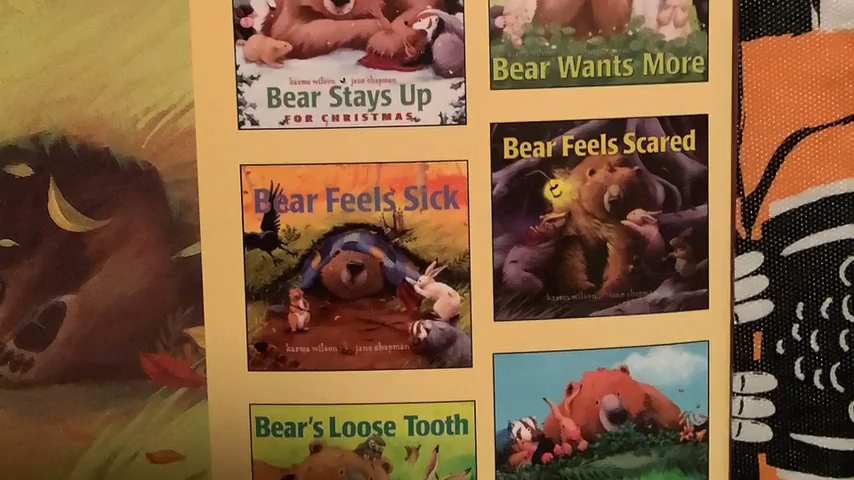 karma wilson jane chapman
Bear Stays Up
FOR CHRISTMAS
Bear Wants More
Bear Feels Sick
karma wilson jane chapman
Bear Feels Scared
karma wilson jane chapman
Bear's Loose Tooth